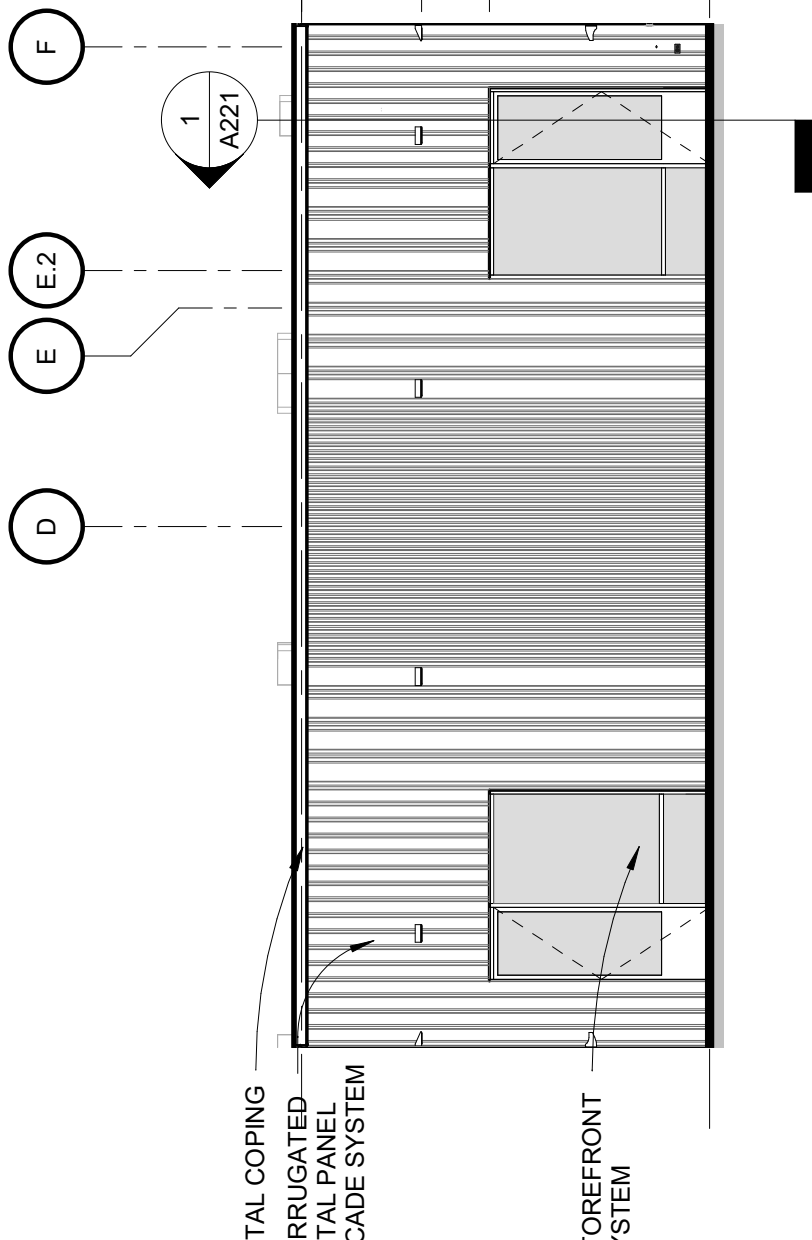 F
1
A221
E.2
E
D
TAL COPING
RRUGATED
TAL PANEL
CADE SYSTEM
TOREFRONT
YSTEM